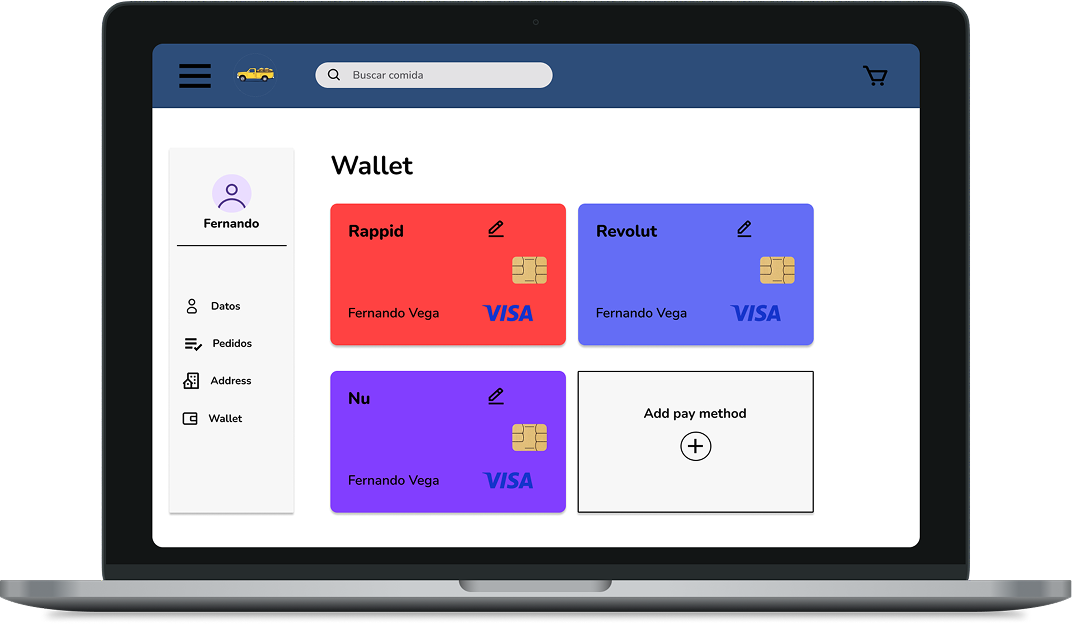 Buscar comida
Fernando
Datos
Pedidos
Address
Wallet
Wallet
Rappid
Fernando Vega
VISA
Revolut
Fernando Vega
VISA
Nu
Fernando Vega
VISA
Add pay method